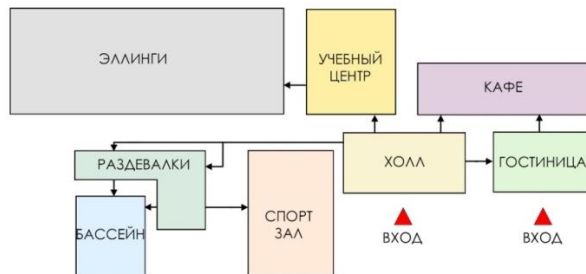 ЭЛЛИНГИ
УЧЕБНЫЙ
ЦЕНТР
КАФЕ
РАЗДЕВАЛКИ
ХОЛЛ
ГОСТИНИЦА
БАССЕЙН
СПОРТ
ЗАЛ
ВХОД
ВХОД